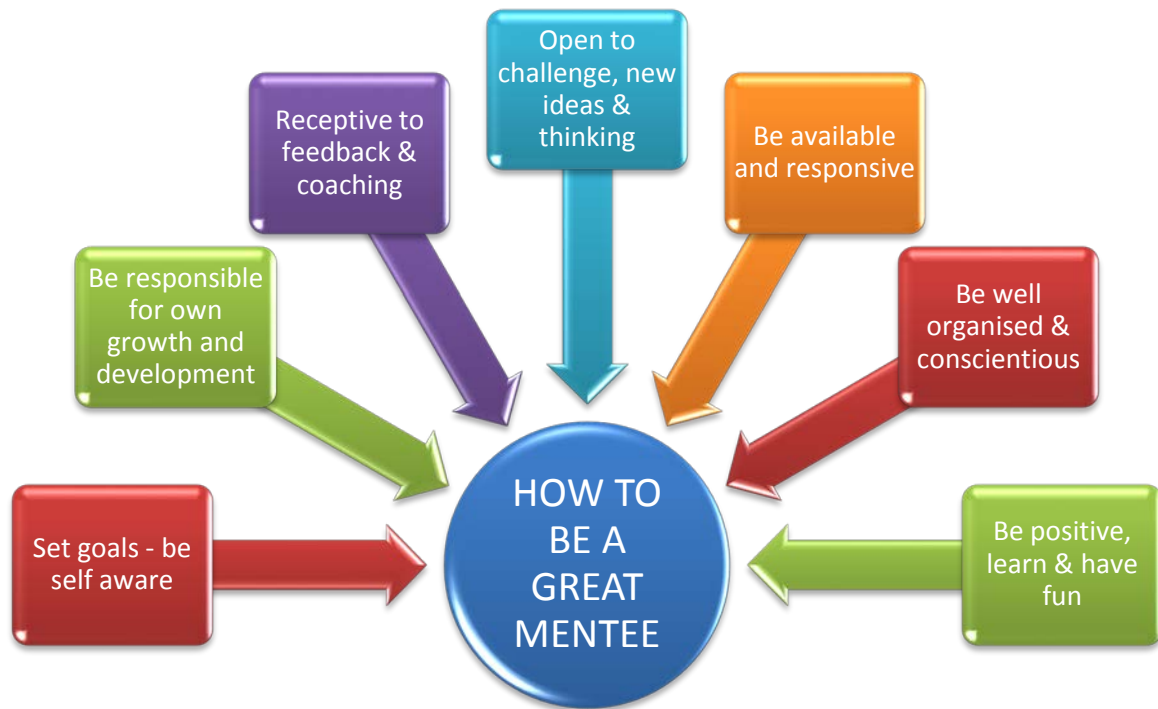 Set goals - be
self aware
Be responsible
for own
growth and
development
Receptive to
feedback &
coaching
Open to
challenge, new
ideas &
thinking
Be available
and responsive
Be well
organised &
conscientious
Be positive,
learn & have
fun
HOW TO
BE A
GREAT
MENTEE